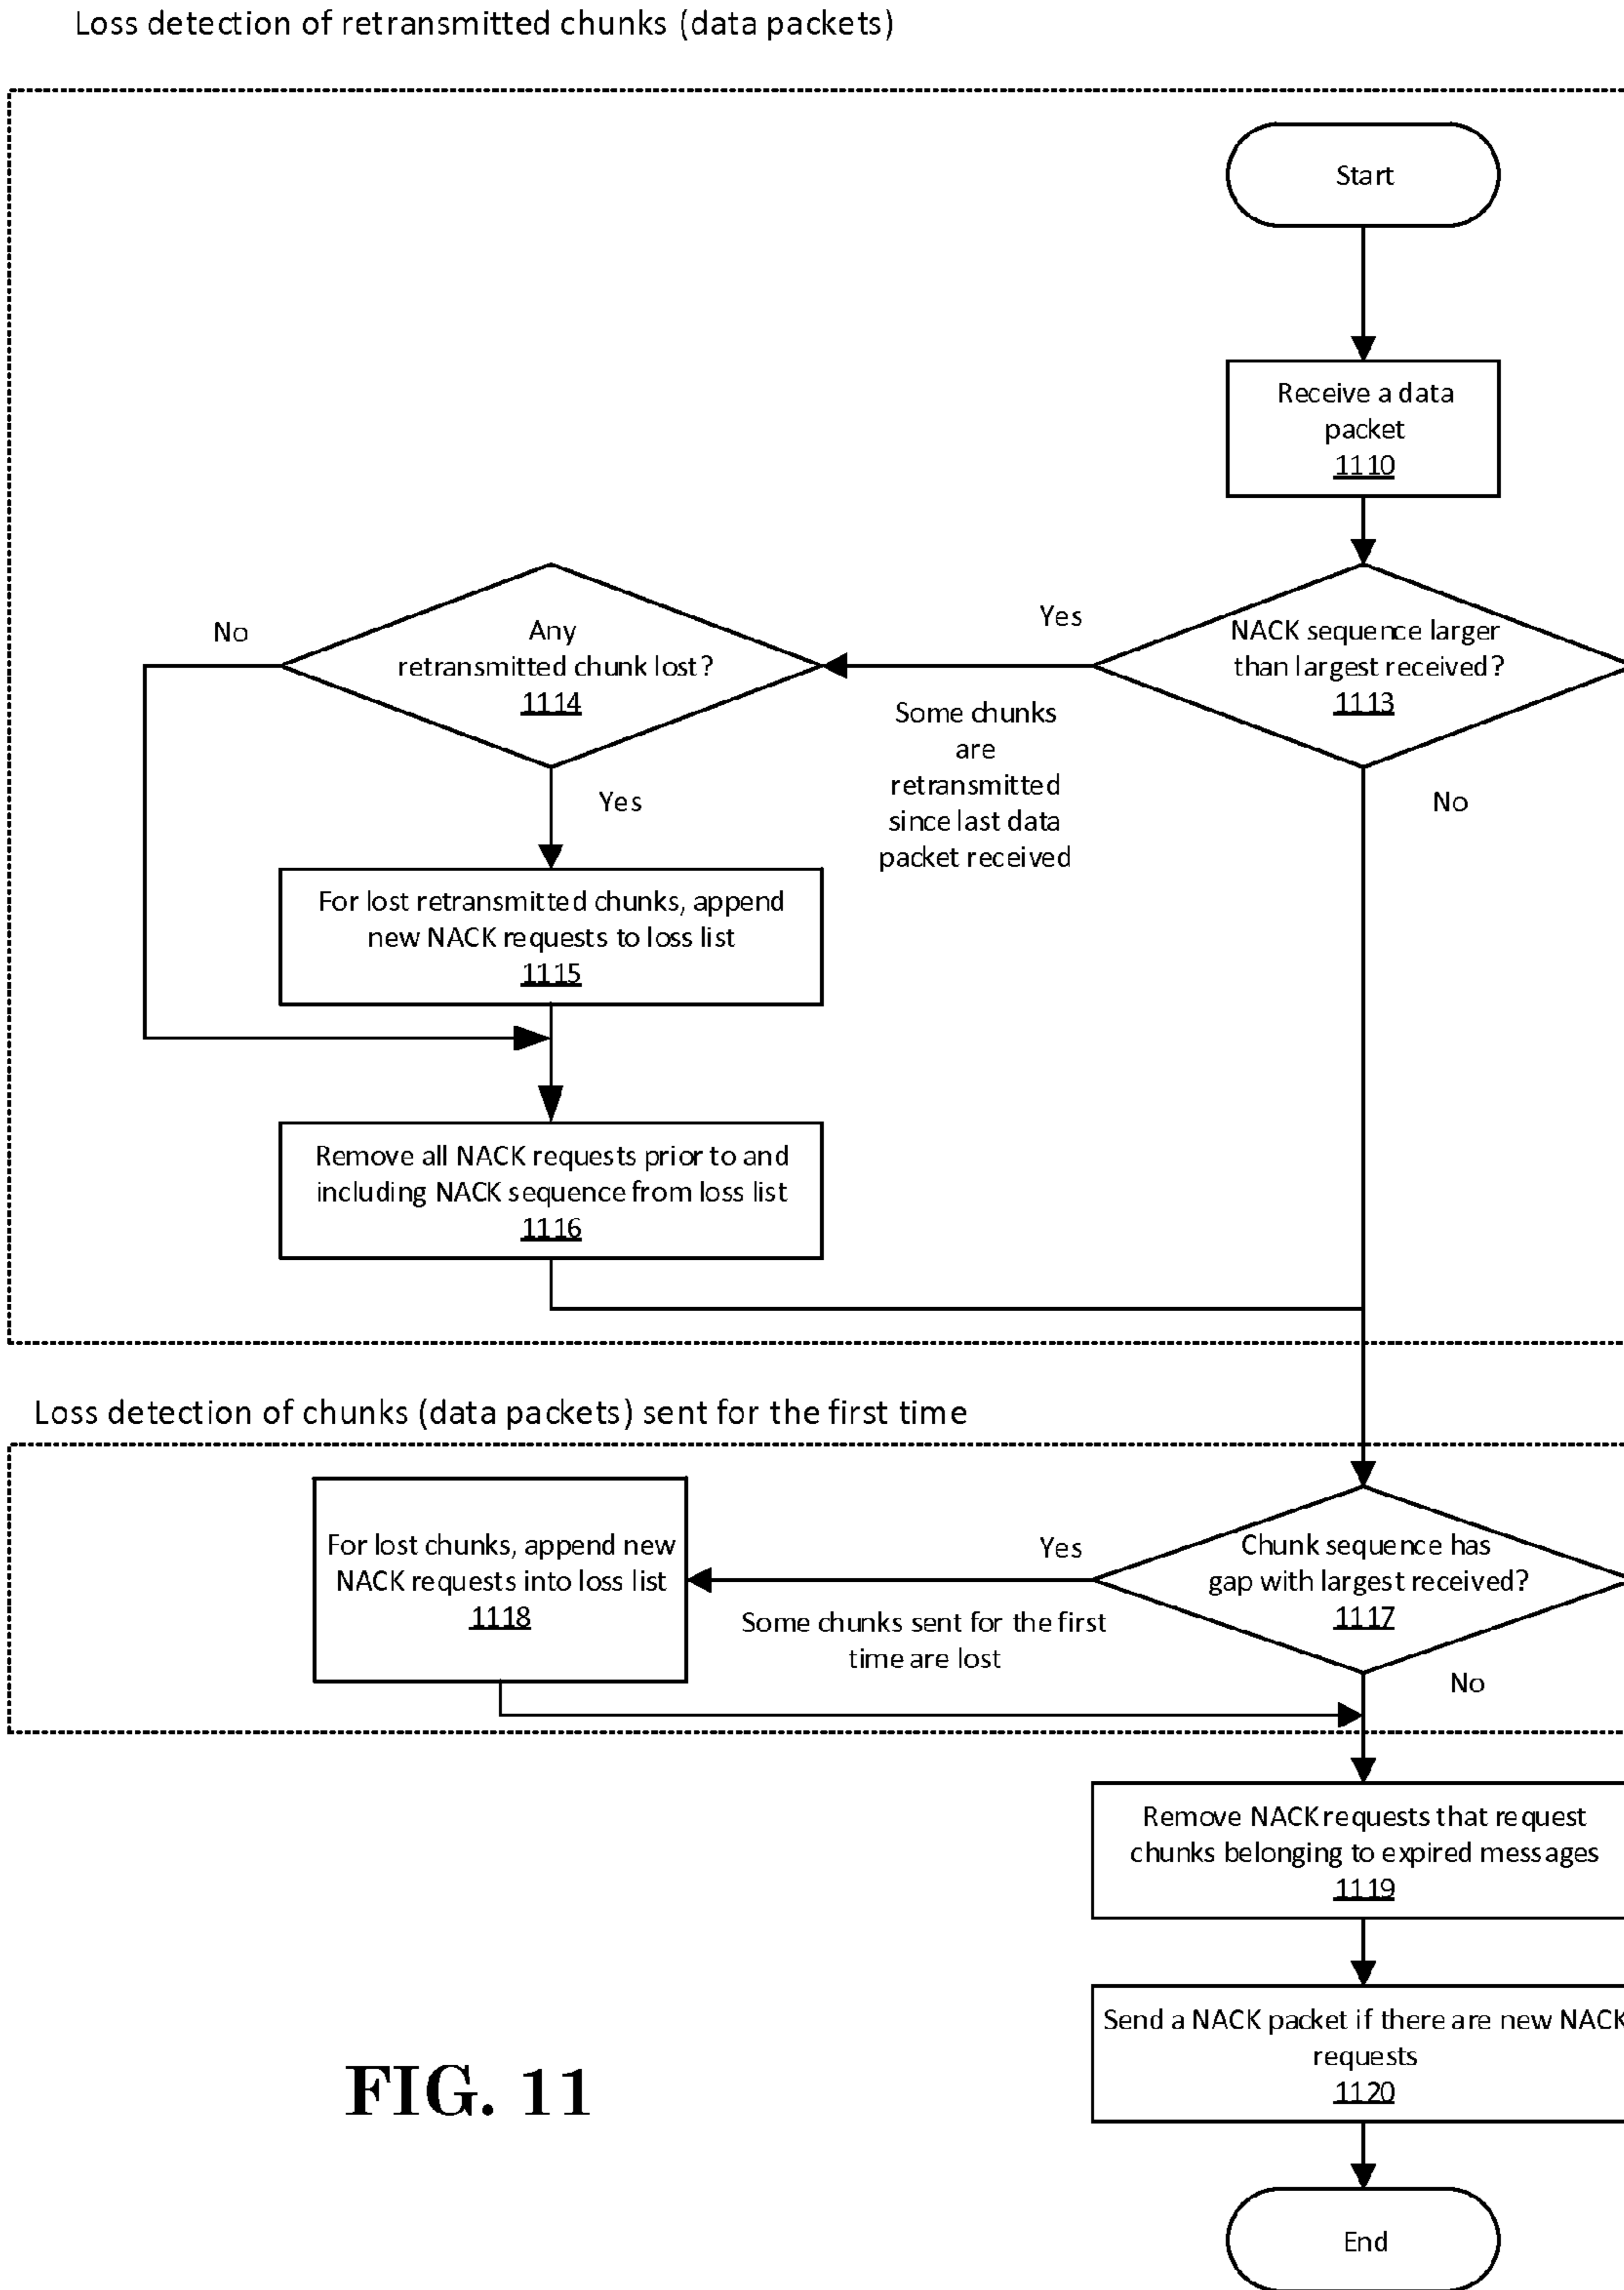 Loss detection of retransmitted chunks (data packets)
Start
Receive a data
packet
1110
NACK sequence larger
than largest received?
1113
Yes
No
Some chunks
are
retransmitted
since last data
packet received
Any
retransmitted chunk lost?
1114
No
Yes
For lost retransmitted chunks, append
new NACK requests to loss list
1115
Remove all NACK requests prior to and
including NACK sequence from loss list
1116
Loss detection of chunks (data packets) sent for the first time
Chunk sequence has
gap with largest received?
1117
Yes
No
Some chunks sent for the first
time are lost
For lost chunks, append new
NACK requests into loss list
1118
Remove NACK requests that request
chunks belonging to expired messages
1119
Send a NACK packet if there are new NACK
requests
1120
End
FIG. 11